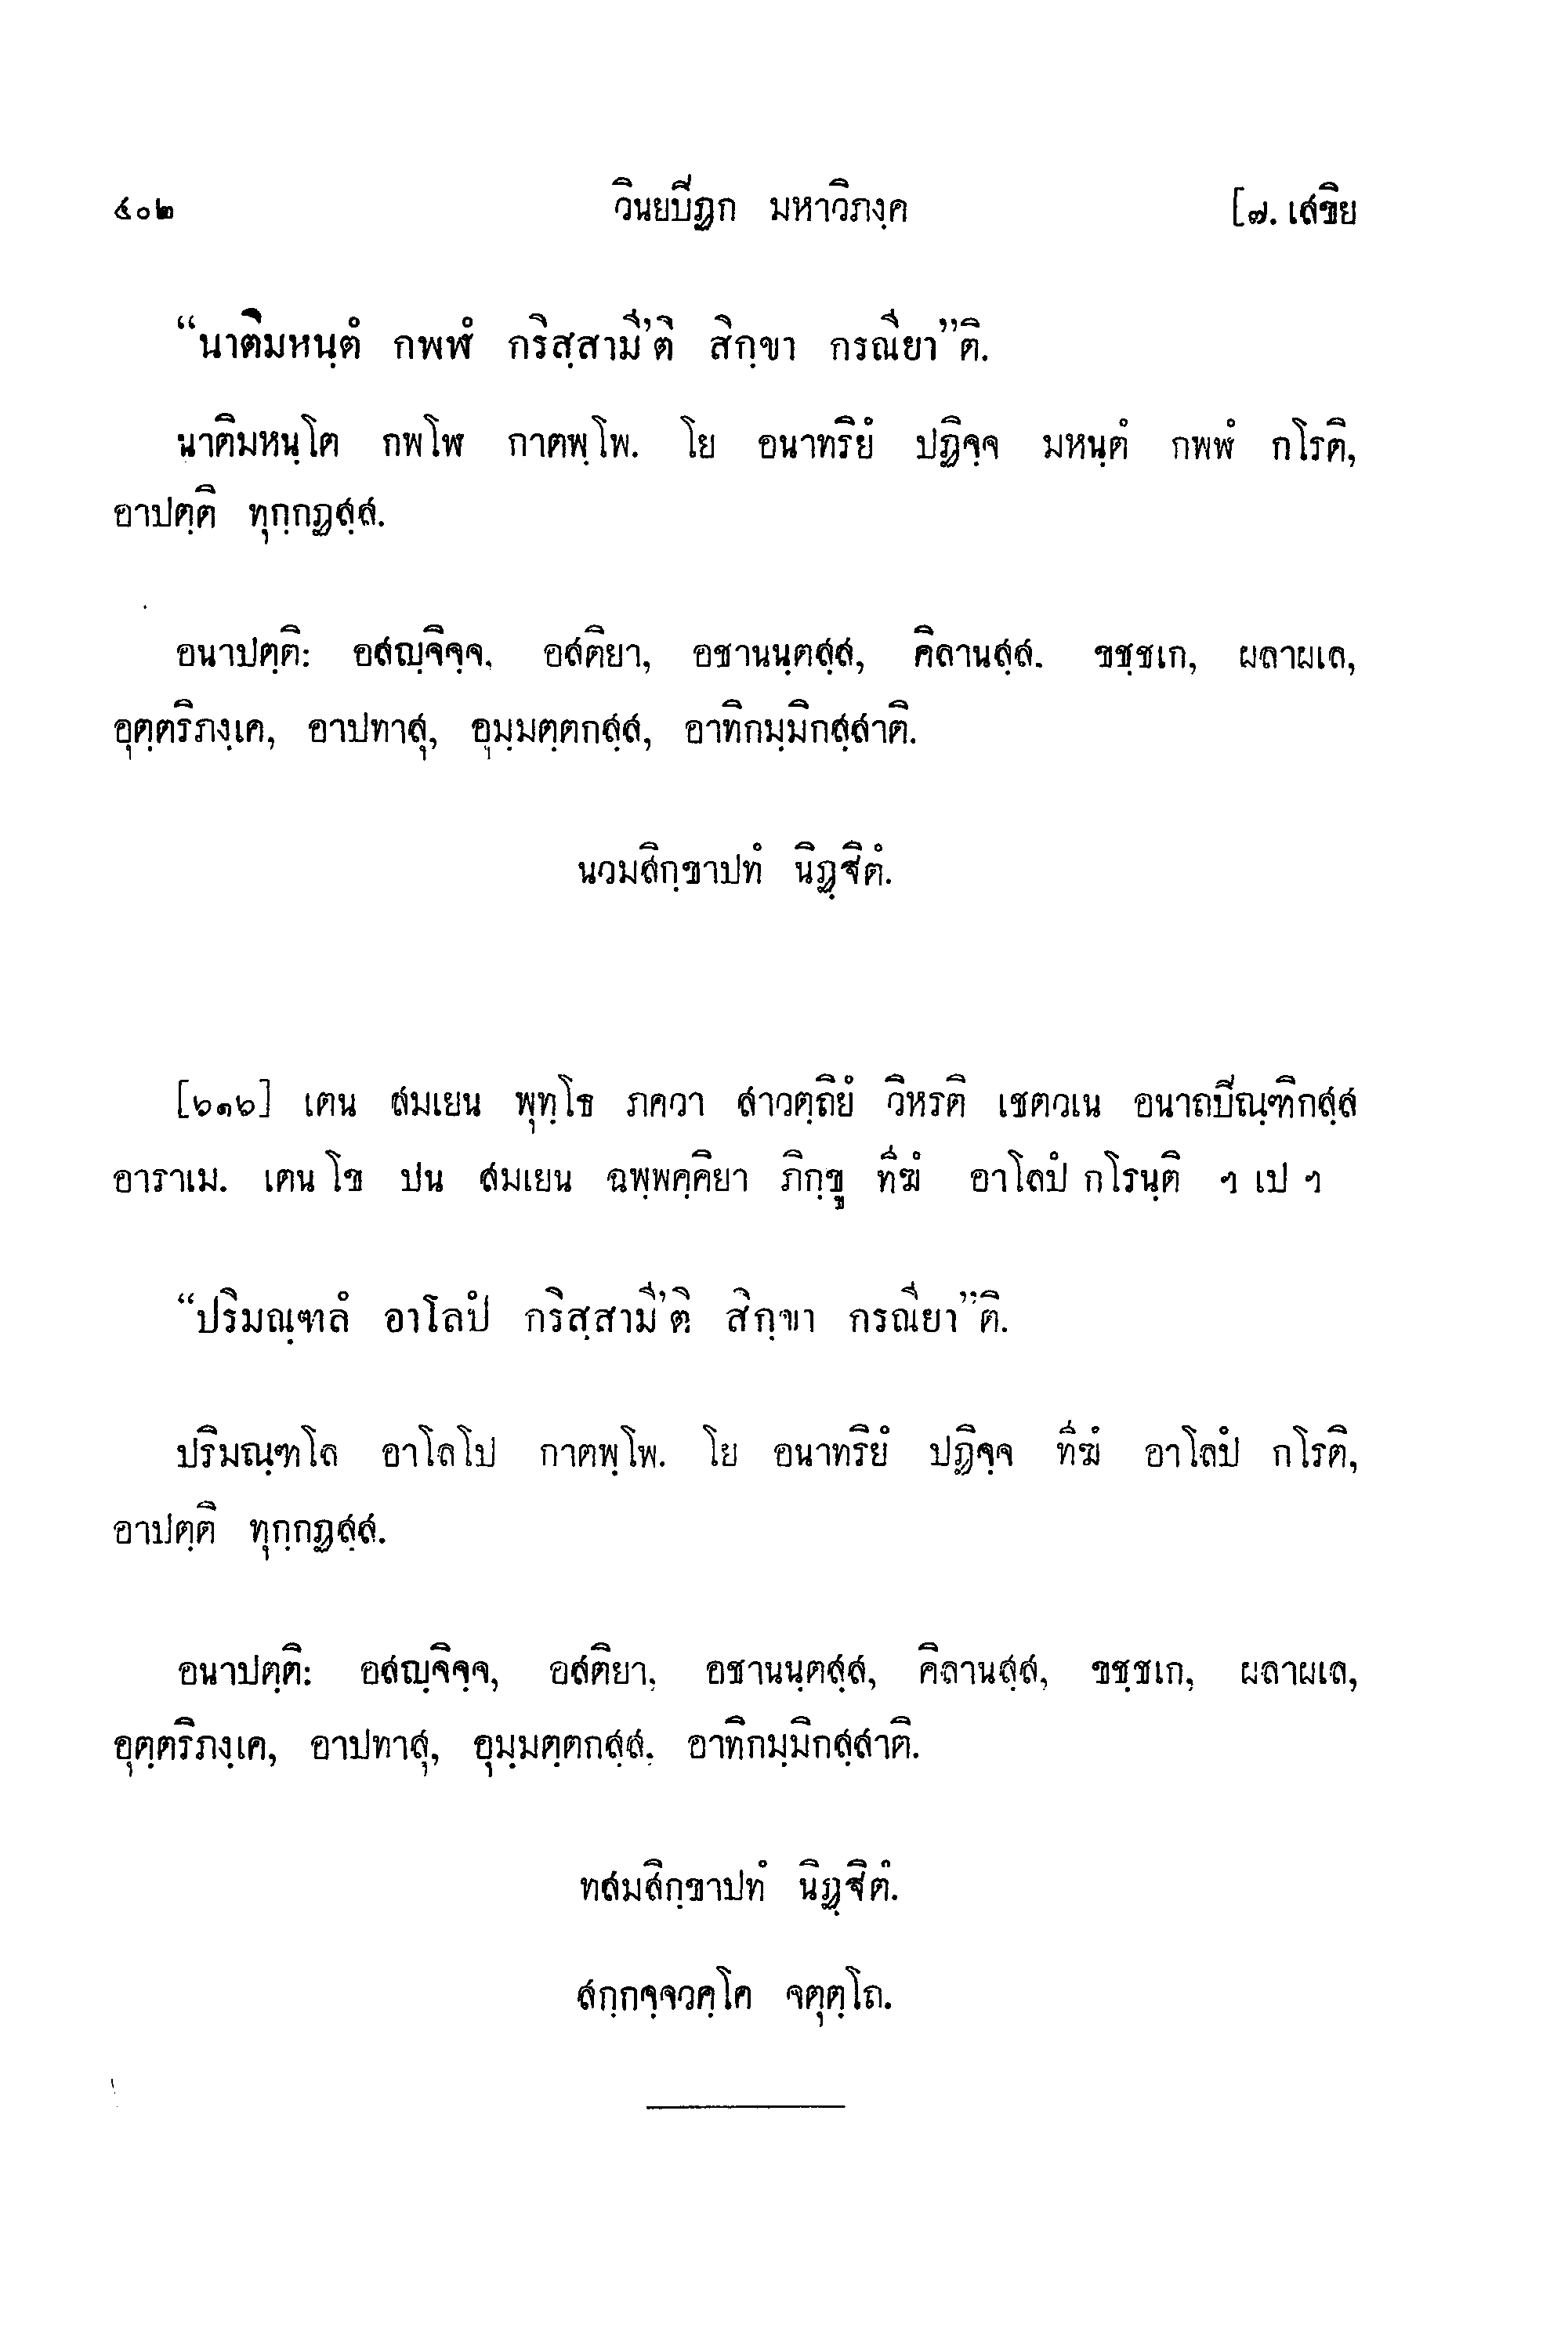 ๔๐๒ วินยปีฏก มหาวิภงฺค [๗. เสขิย
“นาติมหนฺตํ กพฬํ กริสฺสามี’ติ สิกฺขา กรณียา”ติ.
นาติมหนฺโต กพโฬ กาตพฺโพ. โย อนาทริยํ ปฏิจฺจ มหนฺตํ กพฬํ กโรติ,
อาปตฺติ ทุกฺกฏสฺส.
อนาปตฺติ: อสญฺจิจฺจ, อสติยา, อชานนฺตสฺส, คิลานสฺส. ขชฺชเก, ผลาผเล,
อุตฺตริภงฺเค, อาปทาสุ, อุมฺมตฺตกสฺส, อาทิกมฺมิกสฺสาติ.
นวมสิกฺขาปทํ นิฏฺฐิตํ.
[๖๑๖] เตน สมเยน พุทฺโธ ภควา สาวตฺถิยํ วิหรติ เชตวเน อนาถปีณฺฑิกสฺส
อาราเม. เตน โข ปน สมเยน ฉพฺพคฺคิยา ภิกฺขู ทีฆํ อาโลปํ กโรนฺติ ฯ เป ฯ
“ปริมณฺฑลํ อาโลปํ กริสฺสามี’ติ สิกฺขา กรณียา”ติ.
ปริมณฺฑโล อาโลโป กาตพฺโพ. โย อนาทริยํ ปฏิจฺจ ทีฆํ อาโลปํ กโรติ,
อาปตฺติ ทุกฺกฏสฺส.
อนาปตฺติ: อสญฺจิจฺจ, อสติยา, อชานนฺตสฺส, คิลานสฺส, ขชฺชเก, ผลาผเล,
อุตฺตริภงฺเค, อาปทาสุ, อุมฺมตฺตกสฺส, อาทิกมฺมิกสฺสาติ.
ทสมสิกฺขาปทํ นิฏฺฐิตํ.
สกฺกจฺจวคฺโค จตุตฺโถ.